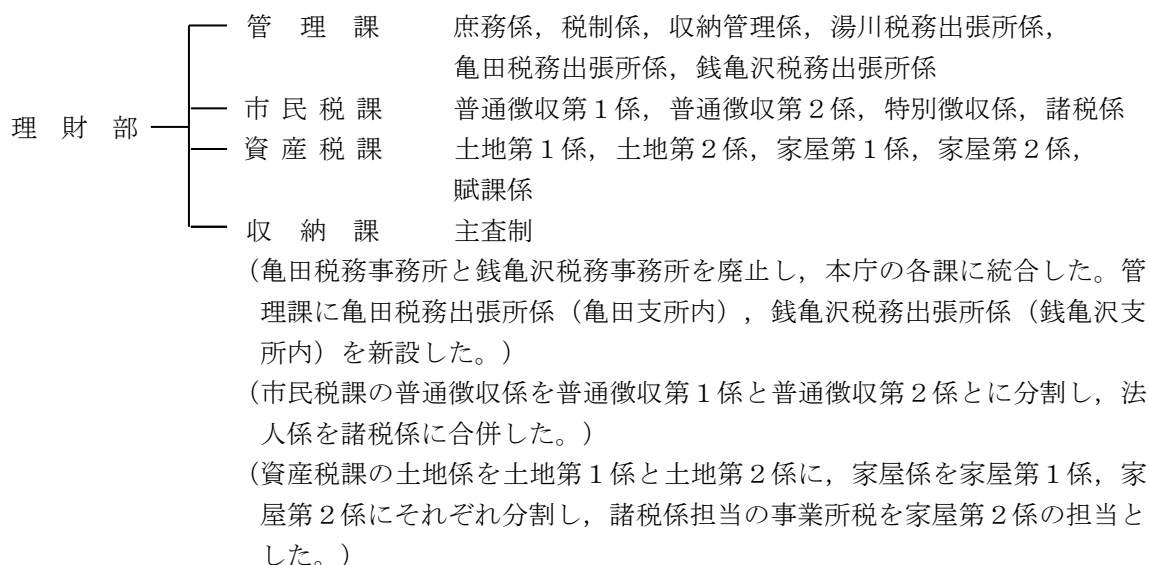 管理課 庶務係，税制係，収納管理係，湯川税務出張所係，
亀田税務出張所係，銭亀沢税務出張所係
理財部
市民税課 普通徴収第１係，普通徴収第２係，特別徴収係，諸税係
資産税課 土地第１係，土地第２係，家屋第１係，家屋第２係，
賦課係
収納課 主査制
（亀田税務事務所と銭亀沢税務事務所を廃止し，本庁の各課に統合した。管
理課に亀田税務出張所係（亀田支所内），銭亀沢税務出張所係（銭亀沢支
所内）を新設した。）
（市民税課の普通徴収係を普通徴収第１係と普通徴収第２係とに分割し，法
人係を諸税係に合併した。）
（資産税課の土地係を土地第１係と土地第２係に，家屋係を家屋第１係，家
屋第２係にそれぞれ分割し，諸税係担当の事業所税を家屋第２係の担当と
した。）